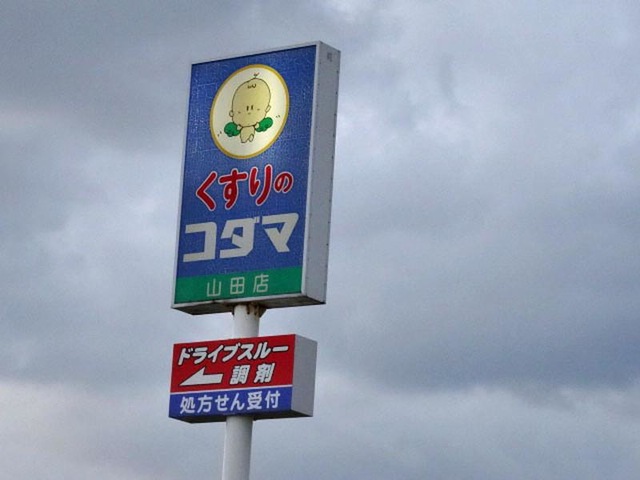 くすりの
コダマ
山田店
ドライブスルー
調剤
処方せん受付